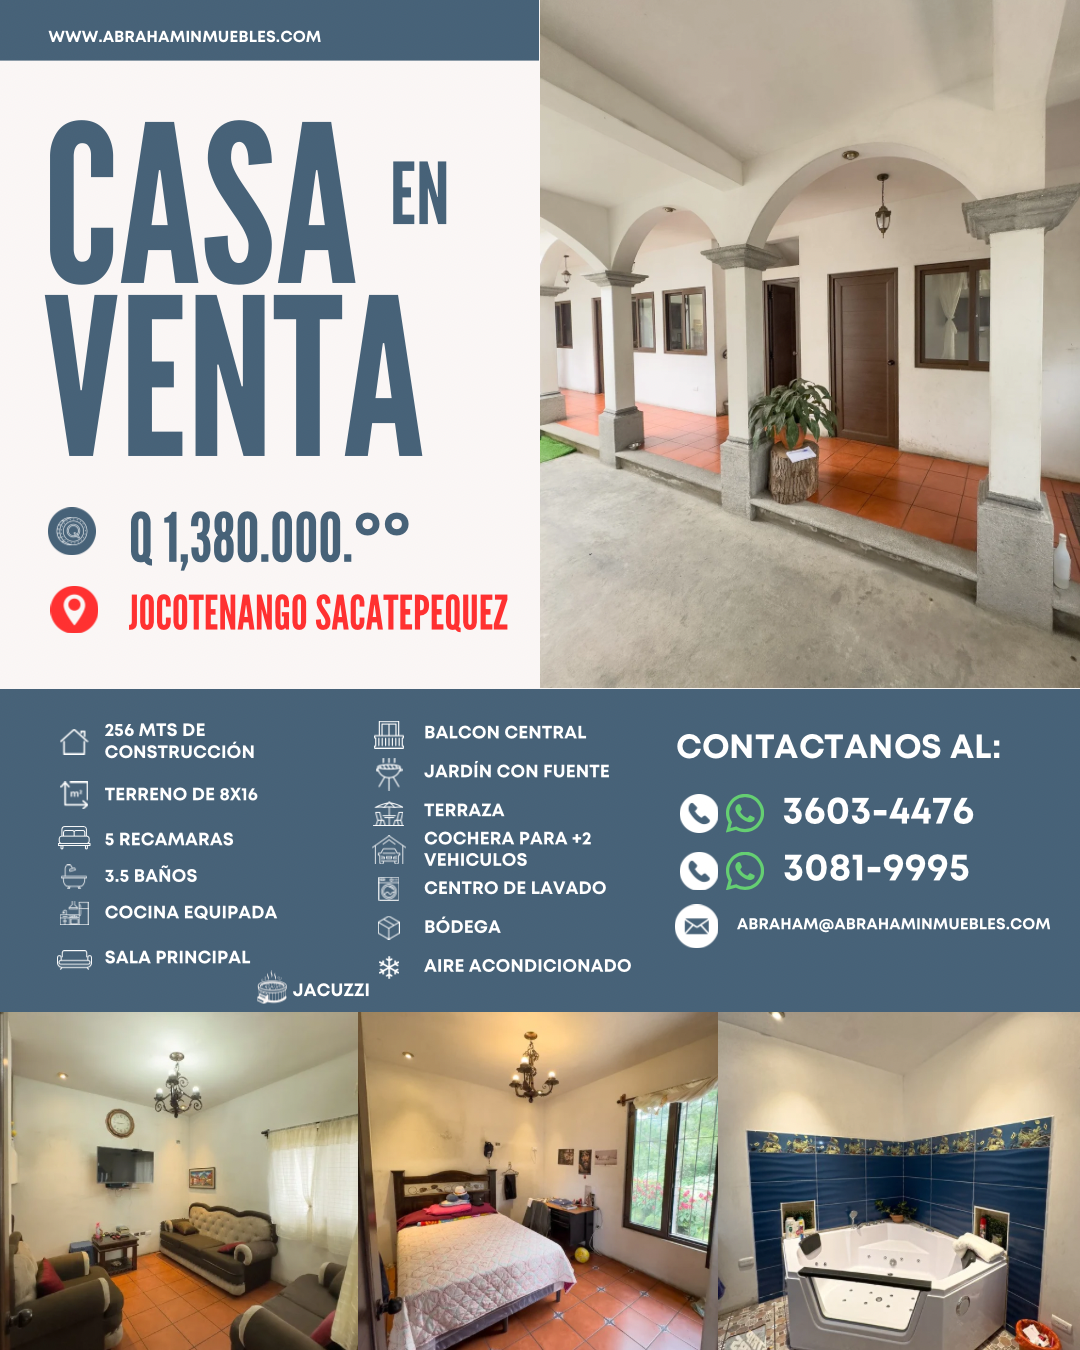 WWW.ABRAHAMINMUEBLES.COM
CASA EN
VENTA
Q 1,380.000.°°
JOCOTENANGO SACATEPEQUEZ
256 MTS DE
CONSTRUCCIÓN
TERRENO DE 8X16
5 RECAMARAS
3.5 BAÑOS
COCINA EQUIPADA
SALA PRINCIPAL
JACUZZI
BALCON CENTRAL
JARDÍN CON FUENTE
TERRAZA
COCHERA PARA +2
VEHICULOS
CENTRO DE LAVADO
BÓDEGA
AIRE ACONDICIONADO
CONTACTANOS AL:
3603-4476
3081-9995
ABRAHAM@ABRAHAMINMUEBLES.COM